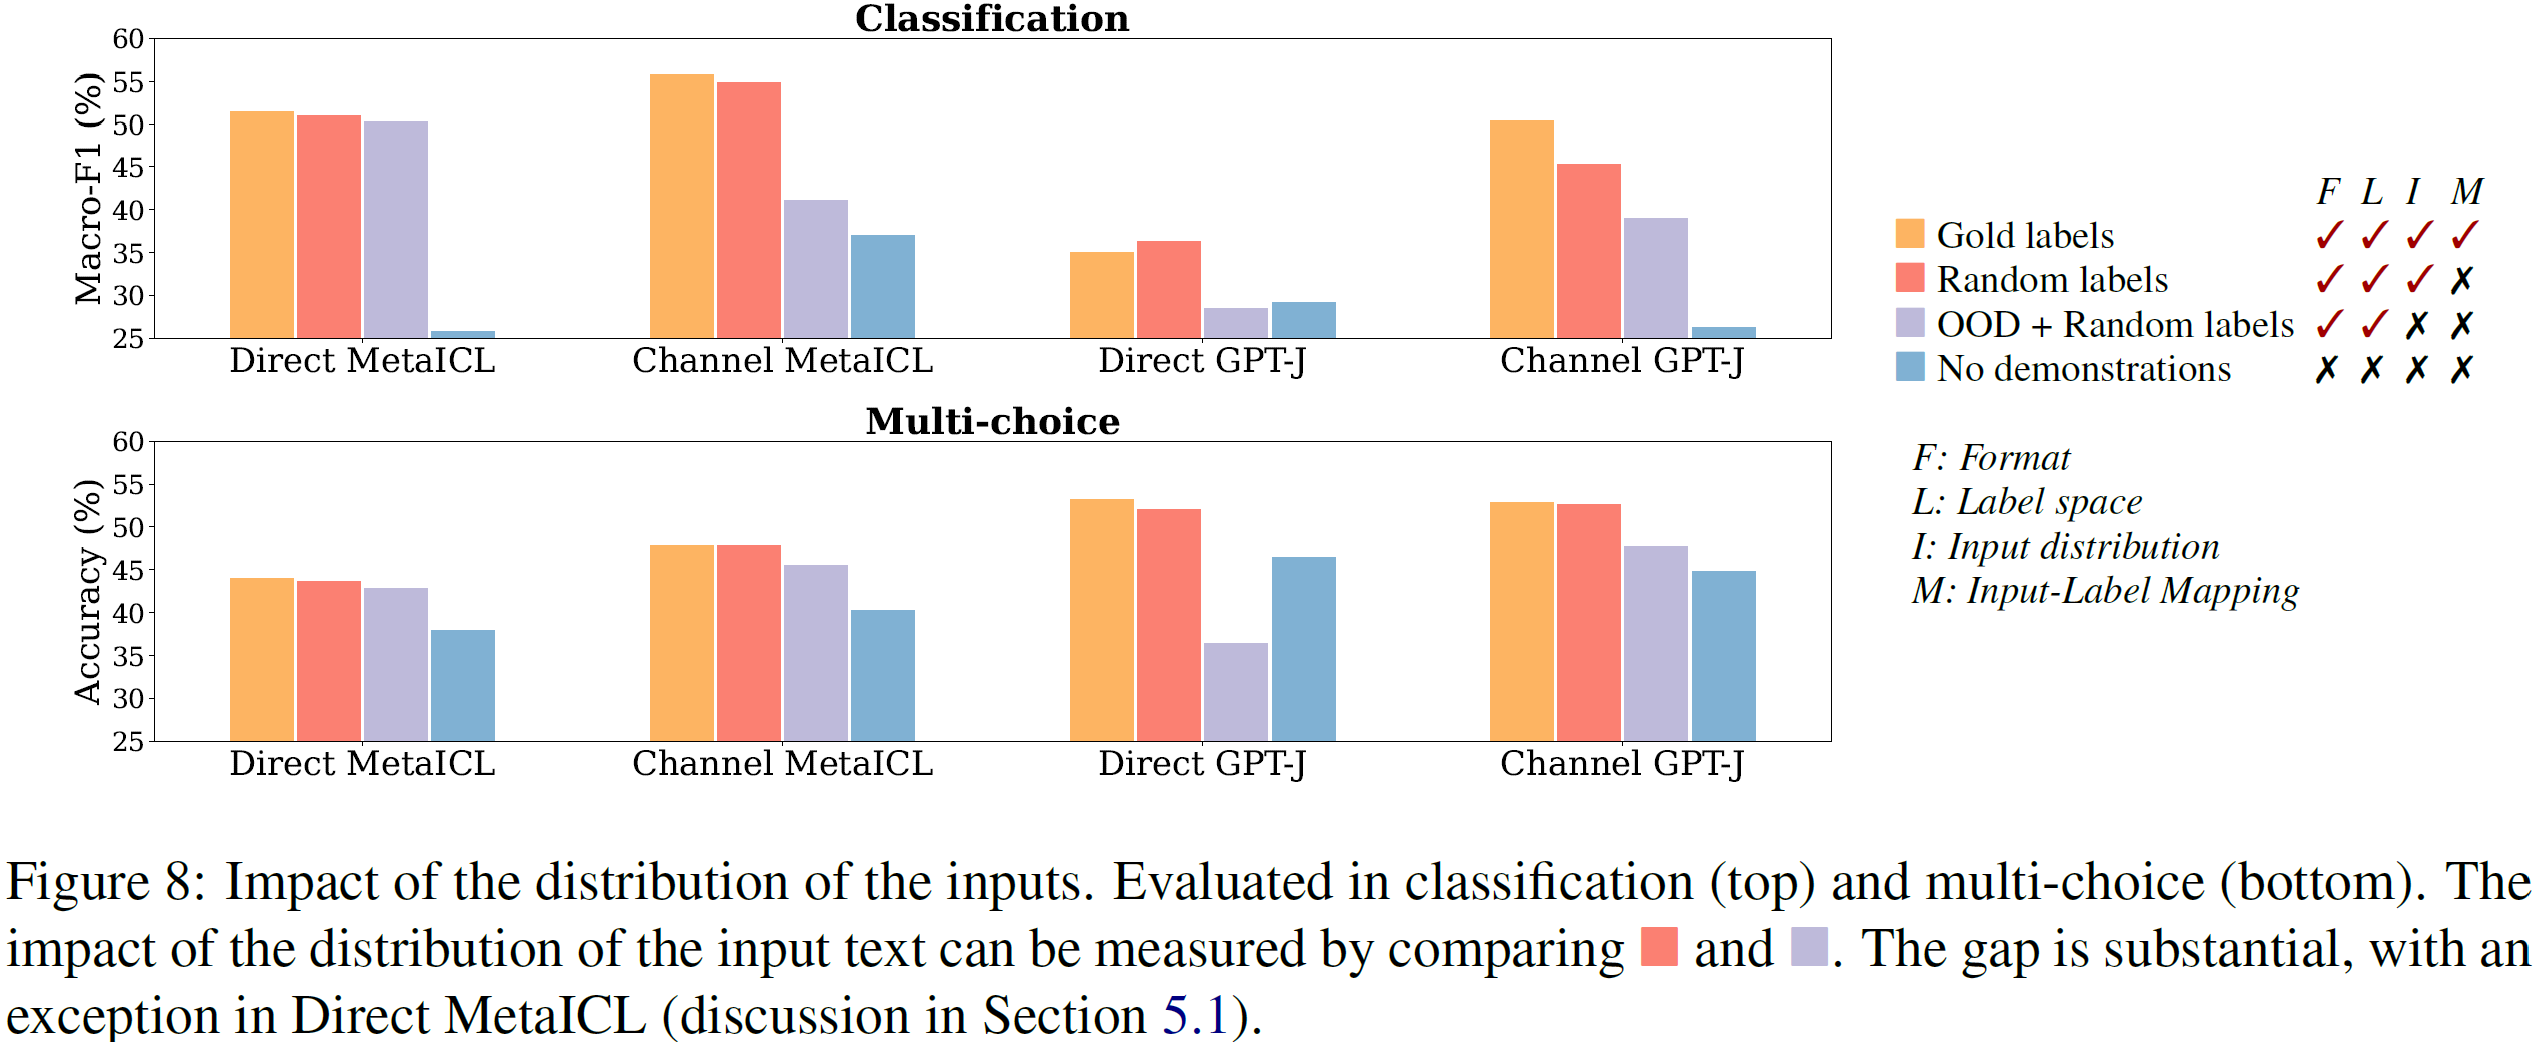 Classification
60
55
50
45
40
35
30
25
Macro-F1 (%)
Direct MetaICL Channel MetaICL Direct GPT-J Channel GPT-J
Multi-choice
60
55
50
45
40
35
30
25
Accuracy (%)
Direct MetaICL Channel MetaICL Direct GPT-J Channel GPT-J
F L I M
Gold labels ✓ ✓ ✓ ✓
Random labels ✓ ✓ ✓ ✗
OOD + Random labels ✓ ✓ ✗ ✗
No demonstrations ✗ ✗ ✗ ✗
F: Format
L: Label space
I: Input distribution
M: Input-Label Mapping
Figure 8: Impact of the distribution of the inputs. Evaluated in classification (top) and multi-choice (bottom). The
impact of the distribution of the input text can be measured by comparing and . The gap is substantial, with an
exception in Direct MetaICL (discussion in Section 5.1).